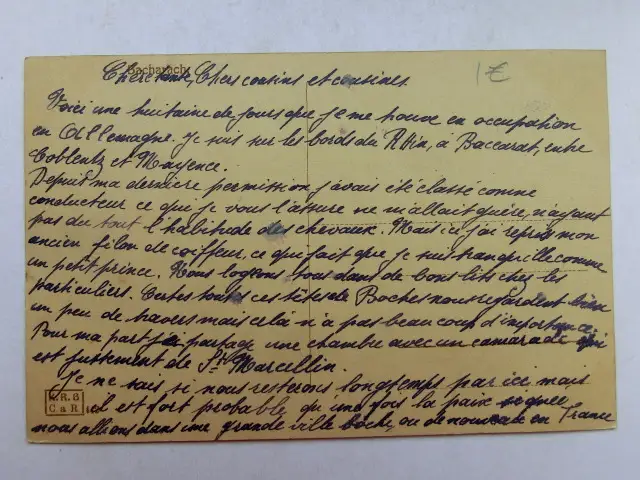 Bacharach
1€
Chère tante, Chers cousins et cousines
Voici une huitaine de jours que je me trouve en occupation
en Allemagne. Je suis sur les bords du Rhin, à Baccarat, entre
Coblentz et Mayence.
Depuis ma dernière permission j'avais été classé comme
conducteur ce que je vous l'assure ne m'allait guère, n'ayant
pas du tout l'habitude des chevaux. Mais ici j'ai repris mon
ancien filon de coiffeur, ce qui fait que je suis tranquille comme
un petit prince. Nous logeons tous dans de bons lits chez les
particuliers. Certes toutes ces têtes de Boches nous regardent bien
un peu de travers mais celà n'a pas beaucoup d'importance.
Pour ma part je partage une chambre avec un camarade qui
est justement de St Marcellin.
Je ne sais si nous resterons longtemps par ici, mais
il est fort probable qu'une fois la paix signée
nous allions dans une grande ville boche, ou de nouveau en France
K.R.B
C.a R.